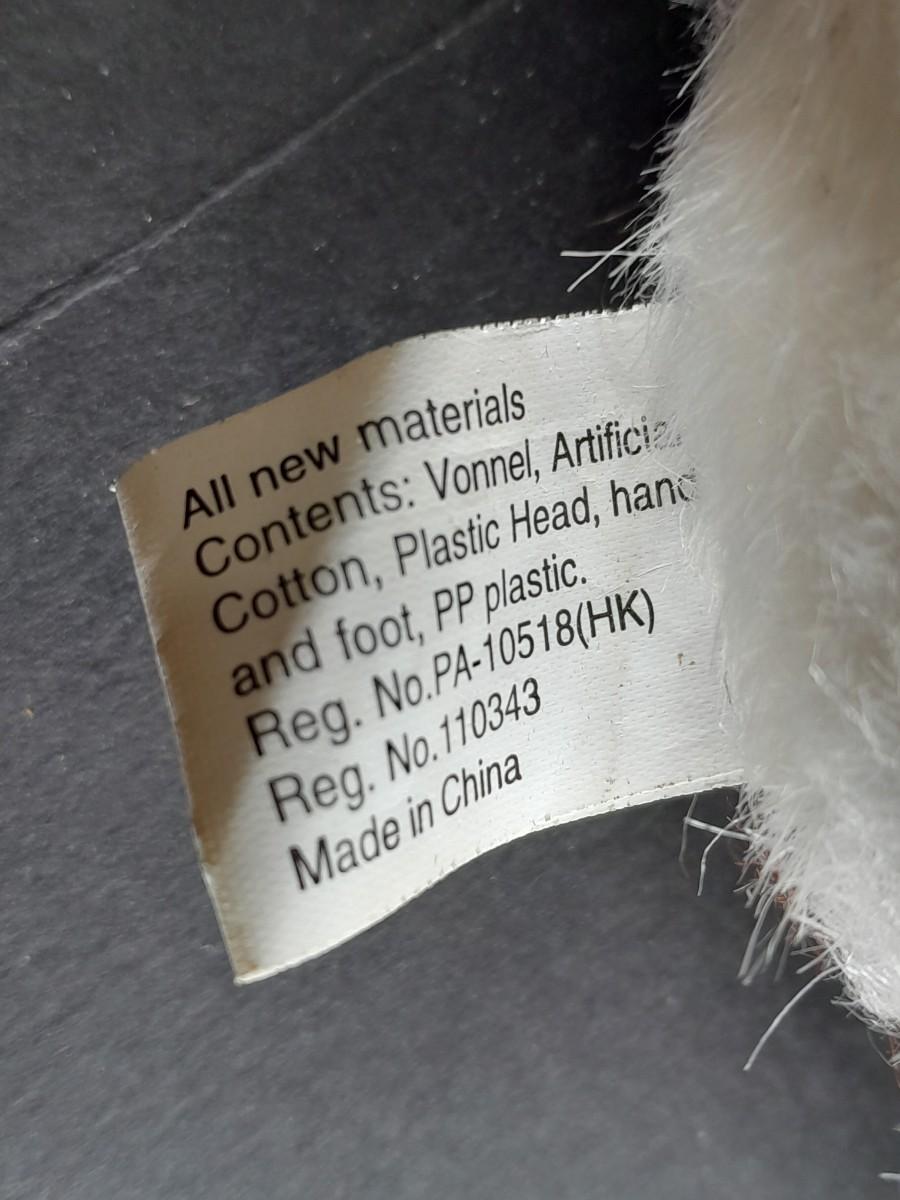 All new materials
Contents: Vonnel, Artificia
Cotton, Plastic Head, hand
and foot, PP plastic.
Reg. No.PA-10518(HK)
Reg. No.110343
Made in China